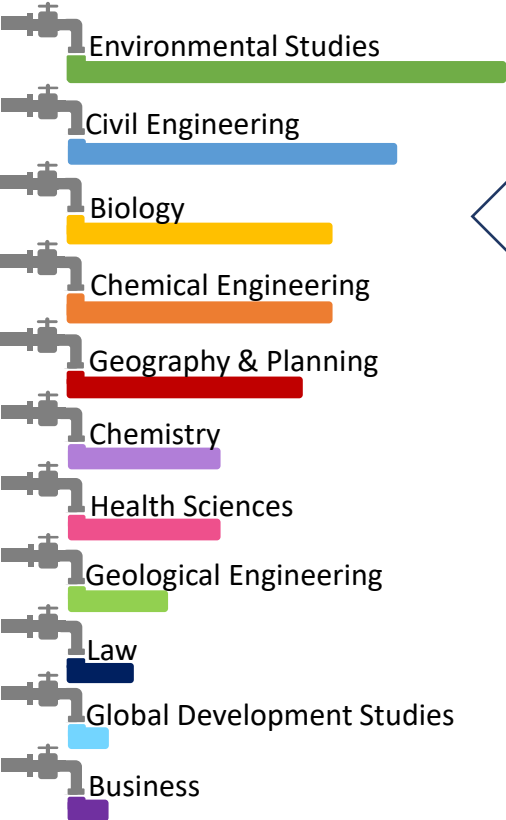 Environmental Studies
Civil Engineering
Biology
Chemical Engineering
Geography & Planning
Chemistry
Health Sciences
Geological Engineering
Law
Global Development Studies
Business